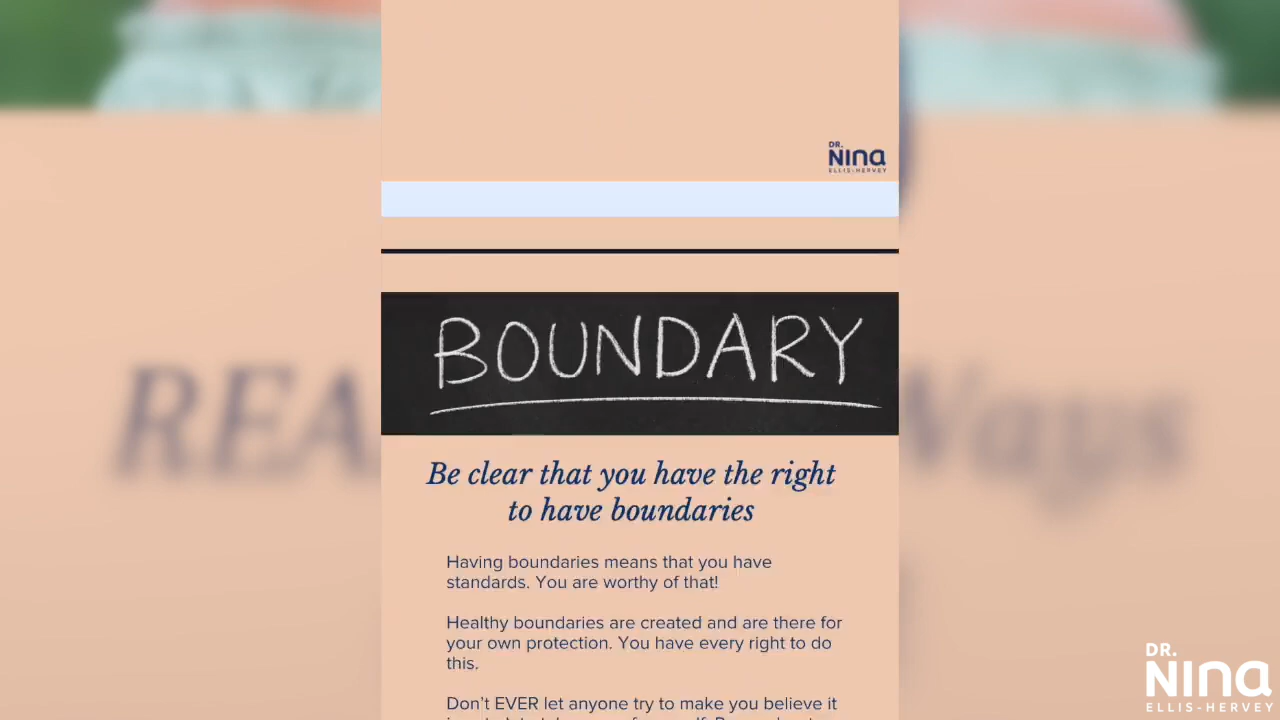 DR.
Nina
ELLIS-HERVEY
BOUNDARY
Be clear that you have the right
to have boundaries
Having boundaries means that you have
standards. You are worthy of that!
Healthy boundaries are created and are there for
your own protection. You have every right to do
this.
Don't EVER let anyone try to make you believe it
REA
Ways
DR.
Nina
ELLIS-HERVEY